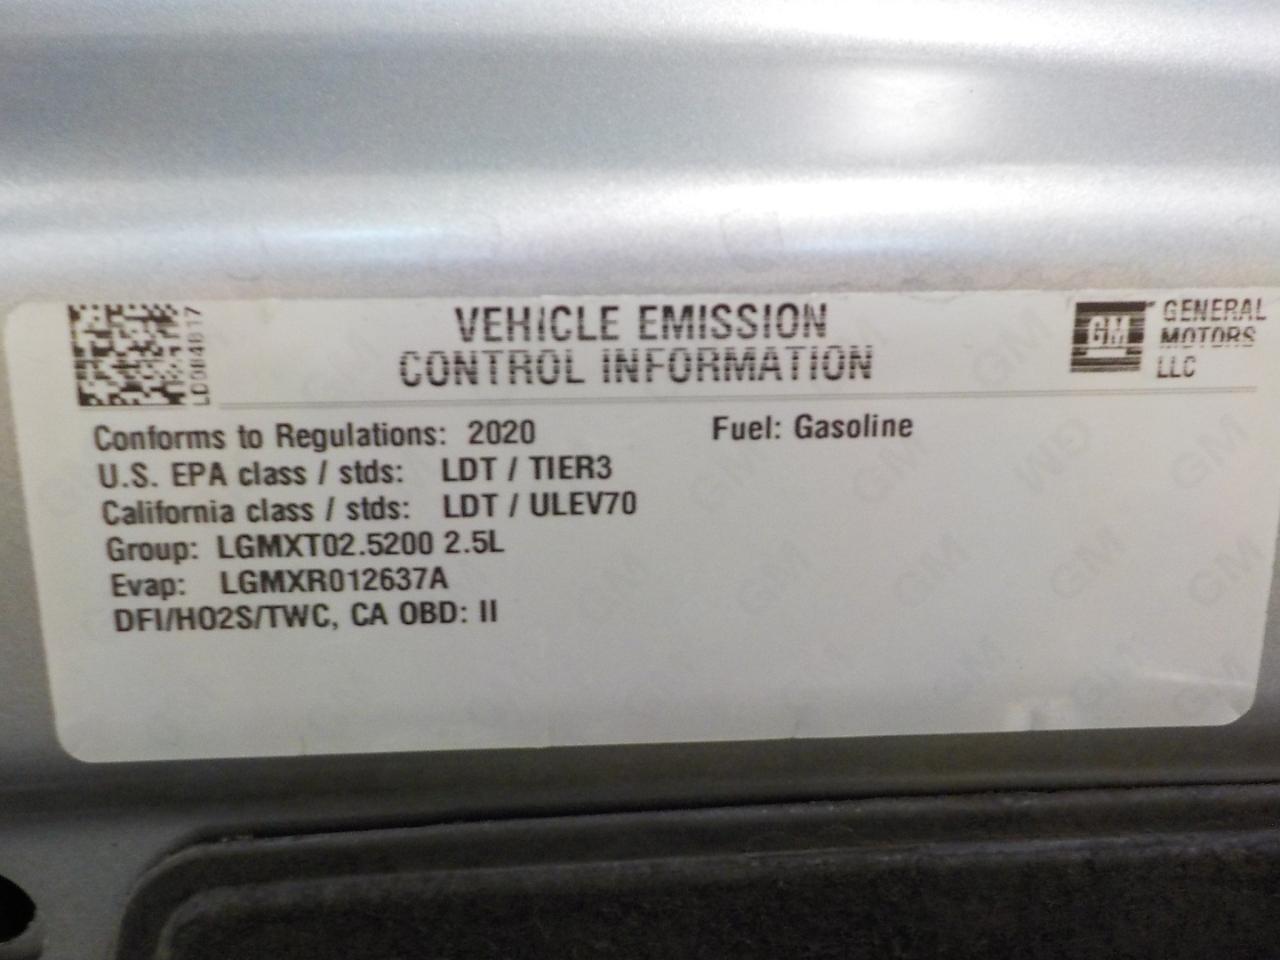 VEHICLE EMISSION
CONTROL INFORMATION
GM
GENERAL
MOTORS
LLC
Conforms to Regulations: 2020
Fuel: Gasoline
U.S. EPA class / stds: LDT / TIER3
California class / stds: LDT / ULEV70
Group: LGMXT02.5200 2.5L
Evap: LGMXR012637A
DFI/HO2S/TWC, CA OBD: II